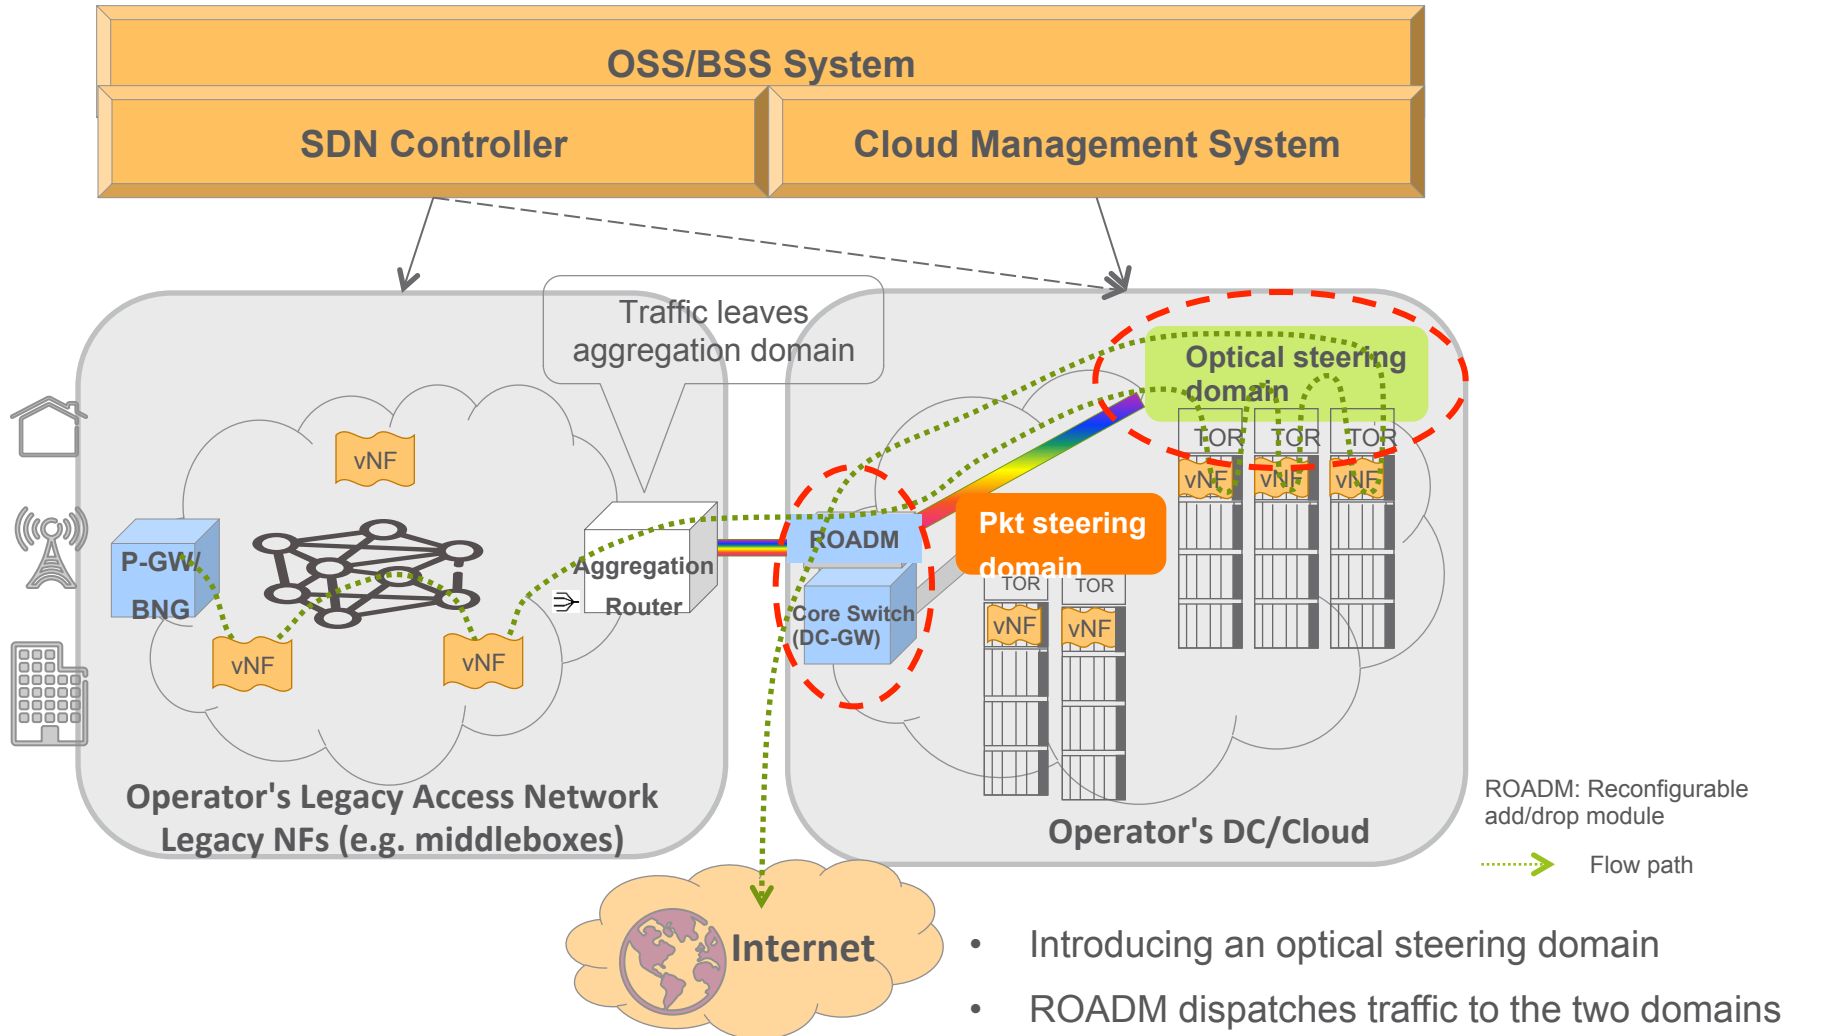 OSS/BSS System
SDN Controller
Cloud Management System
Traffic leaves
aggregation domain
Optical steering
domain
TOR
TOR
TOR
vNF
vNF
vNF
vNF
P-GW/
BNG
vNF
vNF
Aggregation
Router
ROADM
Core Switch
(DC-GW)
Pkt steering
domain
TOR
TOR
vNF
vNF
Operator's Legacy Access Network
Legacy NFs (e.g. middleboxes)
Operator's DC/Cloud
ROADM: Reconfigurable
add/drop module
Flow path
Internet
• Introducing an optical steering domain
• ROADM dispatches traffic to the two domains